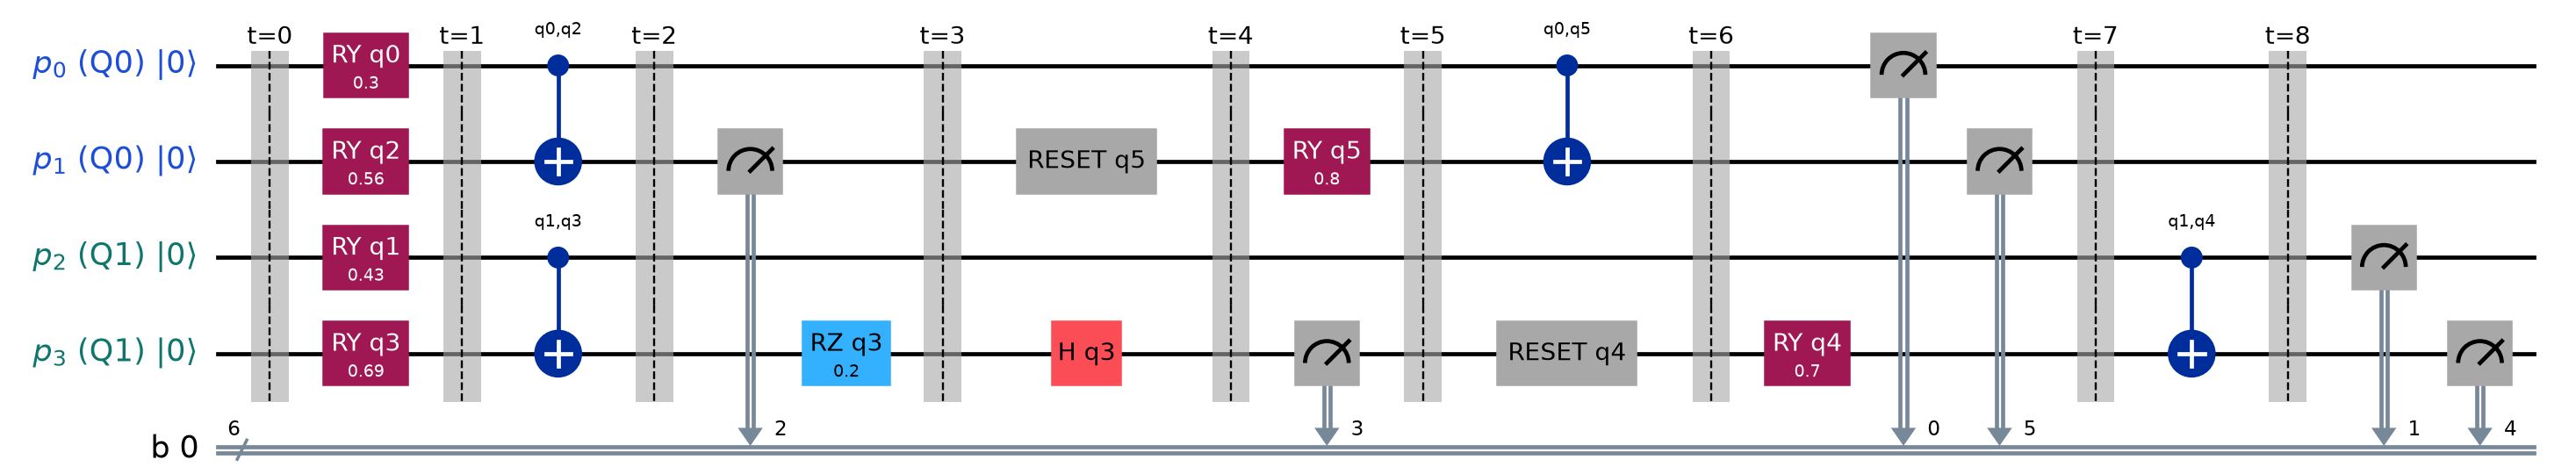 t=0 t=1 q0,q2 t=2 t=3 t=4 t=5 q0,q5 t=6 t=7 t=8
p0 (Q0) |0⟩ RY q0
0.3
p1 (Q0) |0⟩ RY q2 RESET q5 RY q5
0.56 0.8
q1,q3 q1,q4
p2 (Q1) |0⟩ RY q1
0.43
p3 (Q1) |0⟩ RY q3 RZ q3 H q3 RESET q4 RY q4
0.69 0.2 0.7
6 2 3 0 5 1 4
b 0